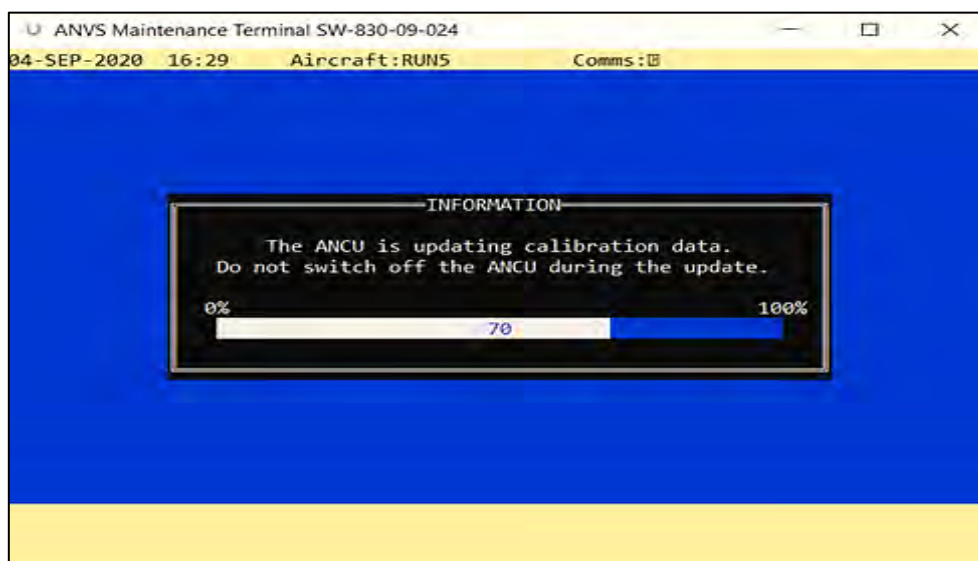 ANVS Maintenance Terminal SW-830-09-024
04-SEP-2020 16:29 Aircraft:RUN5 Comms:
INFORMATION
The ANCU is updating calibration data.
Do not switch off the ANCU during the update.
0% 100%
70